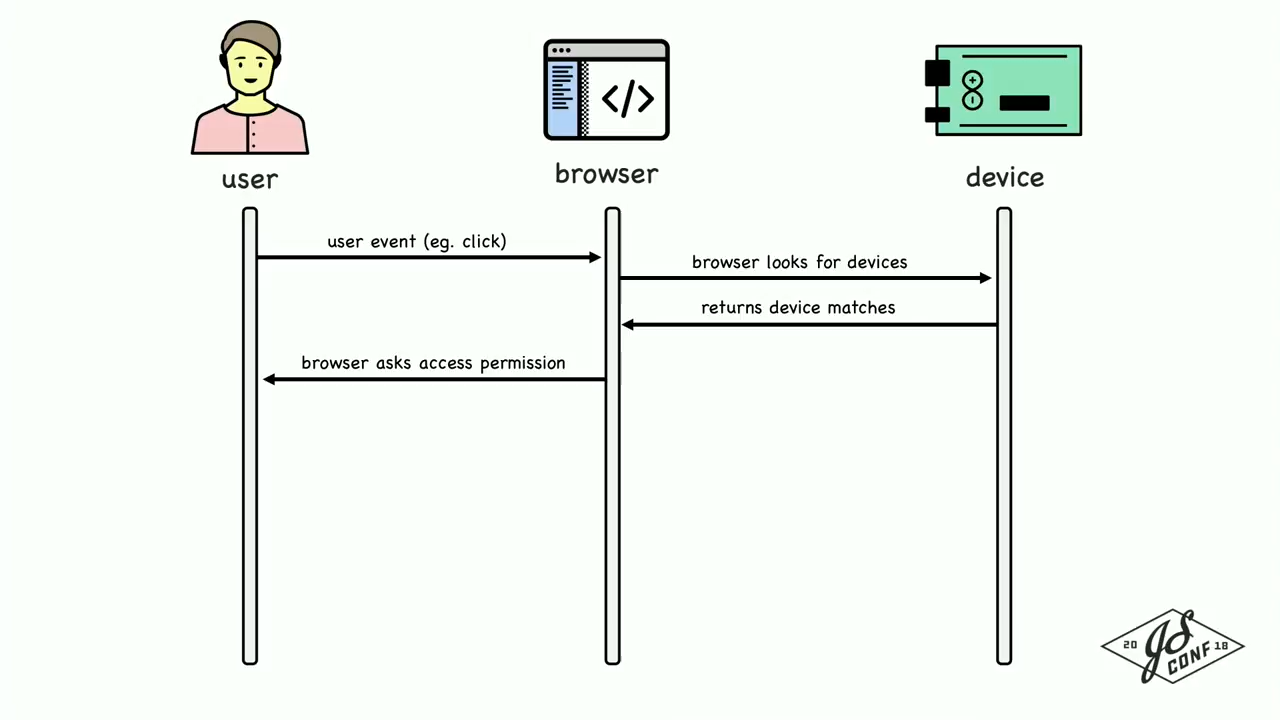 user
browser
device
user event (eg. click)
browser looks for devices
returns device matches
browser asks access permission
20 JS 18
CONF